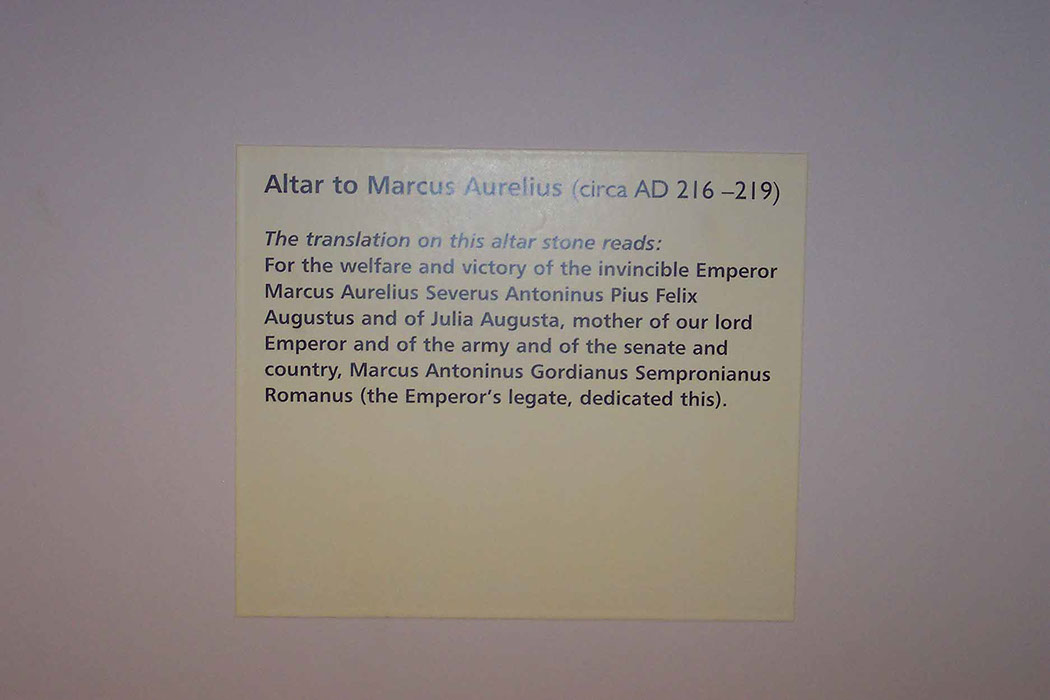 Altar to Marcus Aurelius (circa AD 216 –219)
The translation on this altar stone reads:
For the welfare and victory of the invincible Emperor
Marcus Aurelius Severus Antoninus Pius Felix
Augustus and of Julia Augusta, mother of our lord
Emperor and of the army and of the senate and
country, Marcus Antoninus Gordianus Sempronianus
Romanus (the Emperor’s legate, dedicated this).